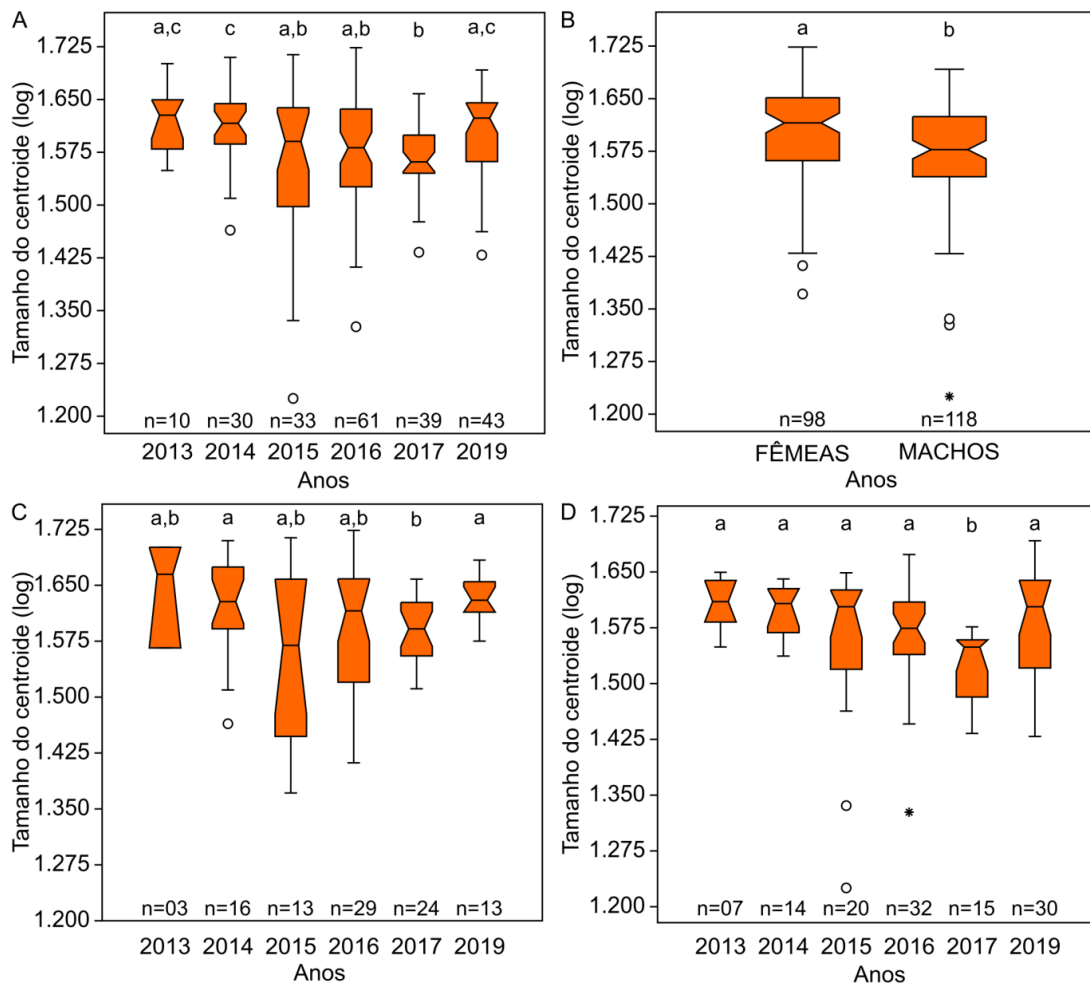 A
a,c c a,b a,b b a,c
Tamanho do centroide (log)
1.725
1.650
1.575
1.500
1.425
1.350
1.275
1.200
n=10 n=30 n=33 n=61 n=39 n=43
2013 2014 2015 2016 2017 2019
Anos
B
a b
Tamanho do centroide (log)
1.725
1.650
1.575
1.500
1.425
1.350
1.275
1.200
n=98 n=118
FÊMEAS MACHOS
Anos
C
a,b a a,b a,b b a
Tamanho do centroide (log)
1.725
1.650
1.575
1.500
1.425
1.350
1.275
1.200
n=03 n=16 n=13 n=29 n=24 n=13
2013 2014 2015 2016 2017 2019
Anos
D
a a a a b a
Tamanho do centroide (log)
1.725
1.650
1.575
1.500
1.425
1.350
1.275
1.200
n=07 n=14 n=20 n=32 n=15 n=30
2013 2014 2015 2016 2017 2019
Anos